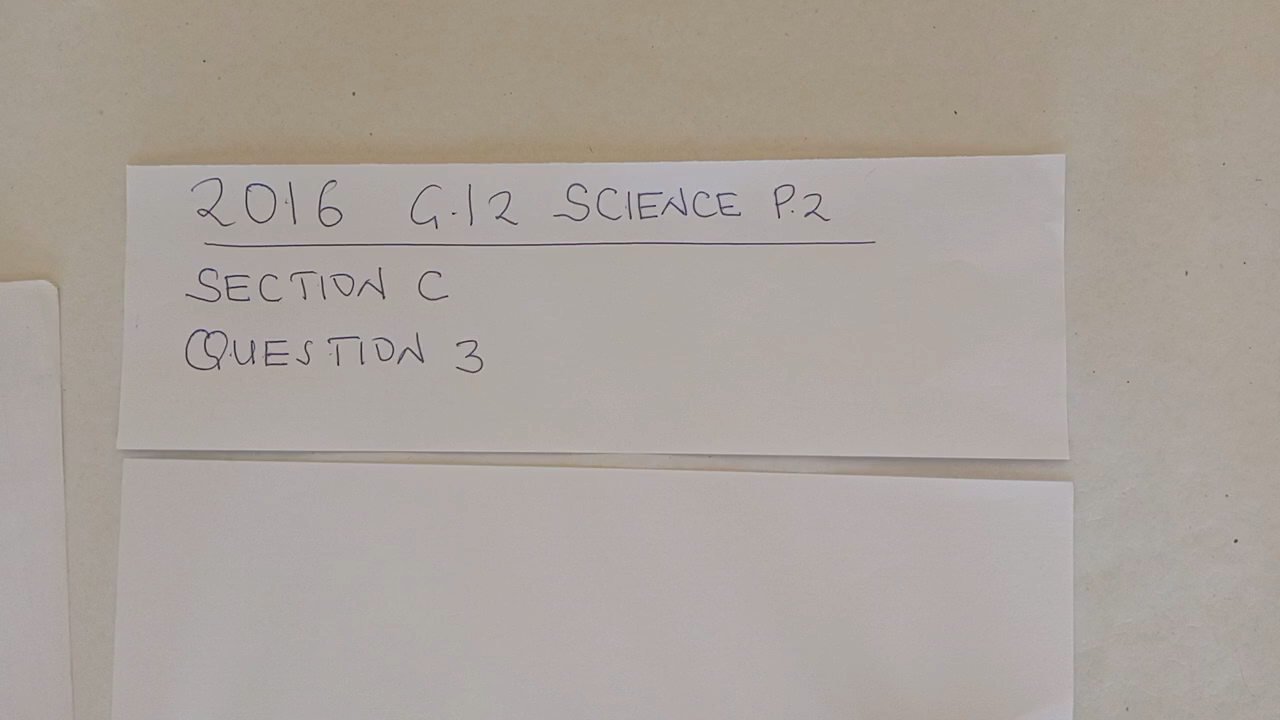 2016 G.12 SCIENCE P.2
SECTION C
QUESTION 3